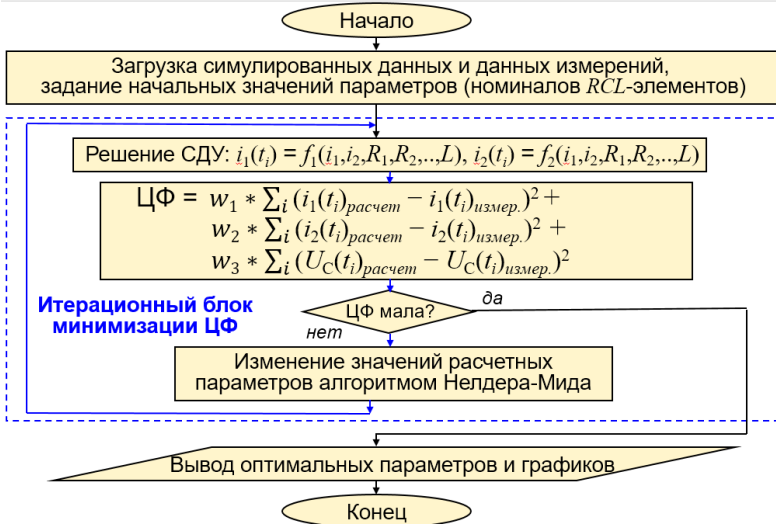 Начало
Загрузка симулированных данных и данных измерений,
задание начальных значений параметров (номиналов RCL-элементов)
Решение СДУ: i₁(tᵢ) = f₁(i₁,i₂,R₁,R₂,..,L), i₂(tᵢ) = f₂(i₁,i₂,R₁,R₂,..,L)
ЦФ = w₁ * ∑ᵢ (i₁(tᵢ)расчет − i₁(tᵢ)измер.)² +
w₂ * ∑ᵢ (i₂(tᵢ)расчет − i₂(tᵢ)измер.)² +
w₃ * ∑ᵢ (U_C(tᵢ)расчет − U_C(tᵢ)измер.)²
Итерационный блок
минимизации ЦФ
ЦФ мала?
да
нет
Изменение значений расчетных
параметров алгоритмом Нелдера-Мида
Вывод оптимальных параметров и графиков
Конец